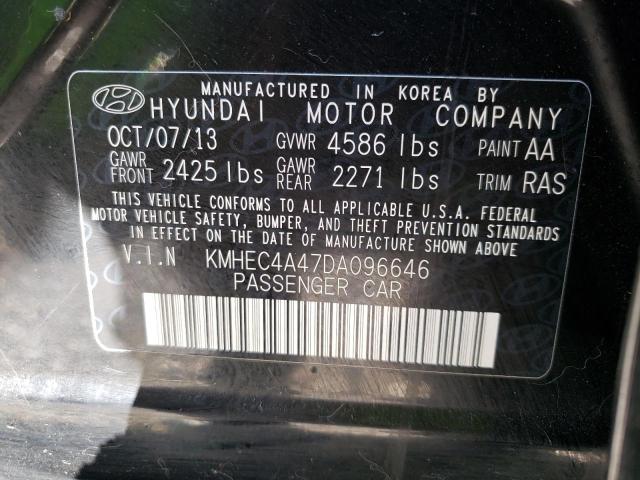 MANUFACTURED IN KOREA BY
HYUNDAI MOTOR COMPANY
OCT/07/13 GVWR 4586 lbs PAINT AA
GAWR FRONT 2425 lbs GAWR REAR 2271 lbs TRIM RAS
THIS VEHICLE CONFORMS TO ALL APPLICABLE U.S.A. FEDERAL
MOTOR VEHICLE SAFETY, BUMPER, AND THEFT PREVENTION STANDARDS
IN EFFECT ON THE DATE OF MANUFACTURE SHOWN ABOVE.
V.I.N KMHEC4A47DA096646
PASSENGER CAR